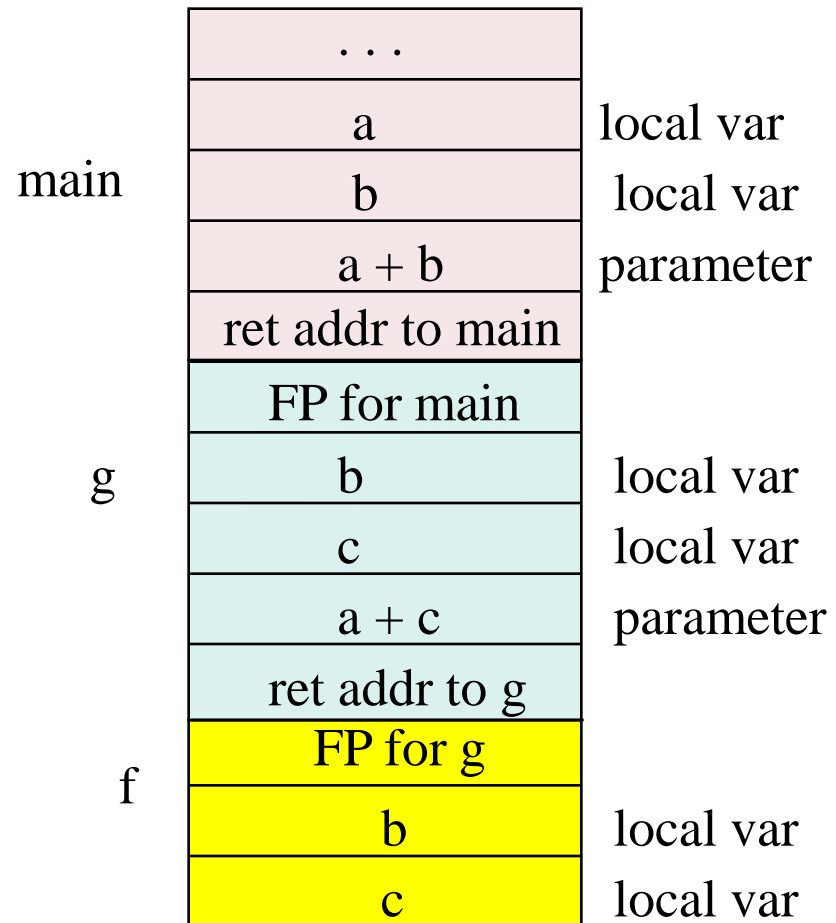 . . .
a local var
main
b local var
a + b parameter
ret addr to main
FP for main
g b local var
c local var
a + c parameter
ret addr to g
FP for g
f
b local var
c local var